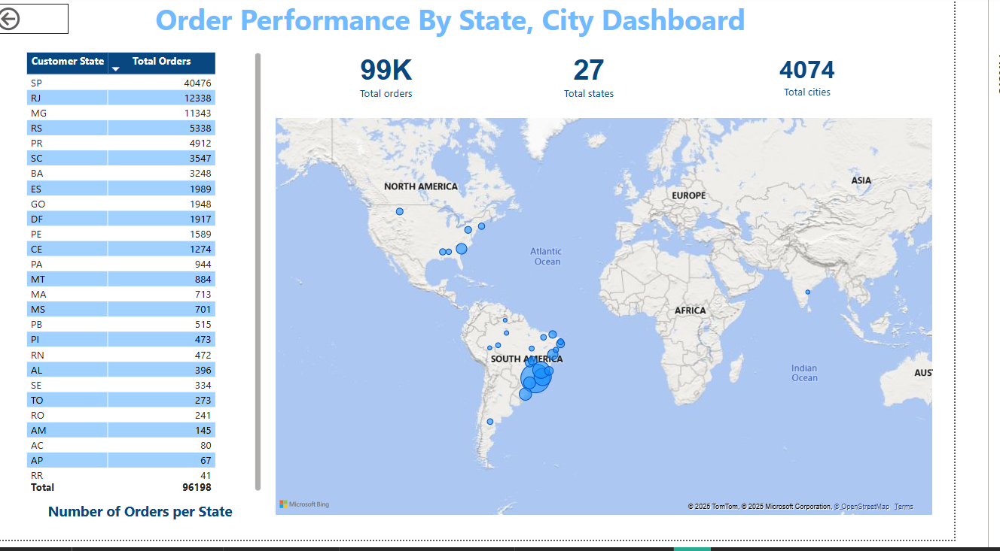 Order Performance By State, City Dashboard
Customer State Total Orders
SP 40476
RJ 12338
MG 11343
RS 5338
PR 4912
SC 3547
BA 3248
ES 1989
GO 1948
DF 1917
PE 1589
CE 1274
PA 944
MT 884
MA 713
MS 701
PB 515
PI 473
RN 472
AL 396
SE 334
TO 273
RO 241
AM 145
AC 80
AP 67
RR 41
Total 96198
Number of Orders per State
99K
Total orders
27
Total states
4074
Total cities
NORTH AMERICA
EUROPE
ASIA
Atlantic
Ocean
AFRICA
SOUTH AMERICA
Indian
Ocean
AUST
Microsoft Bing
© 2025 TomTom, © 2025 Microsoft Corporation, © OpenStreetMap Terms